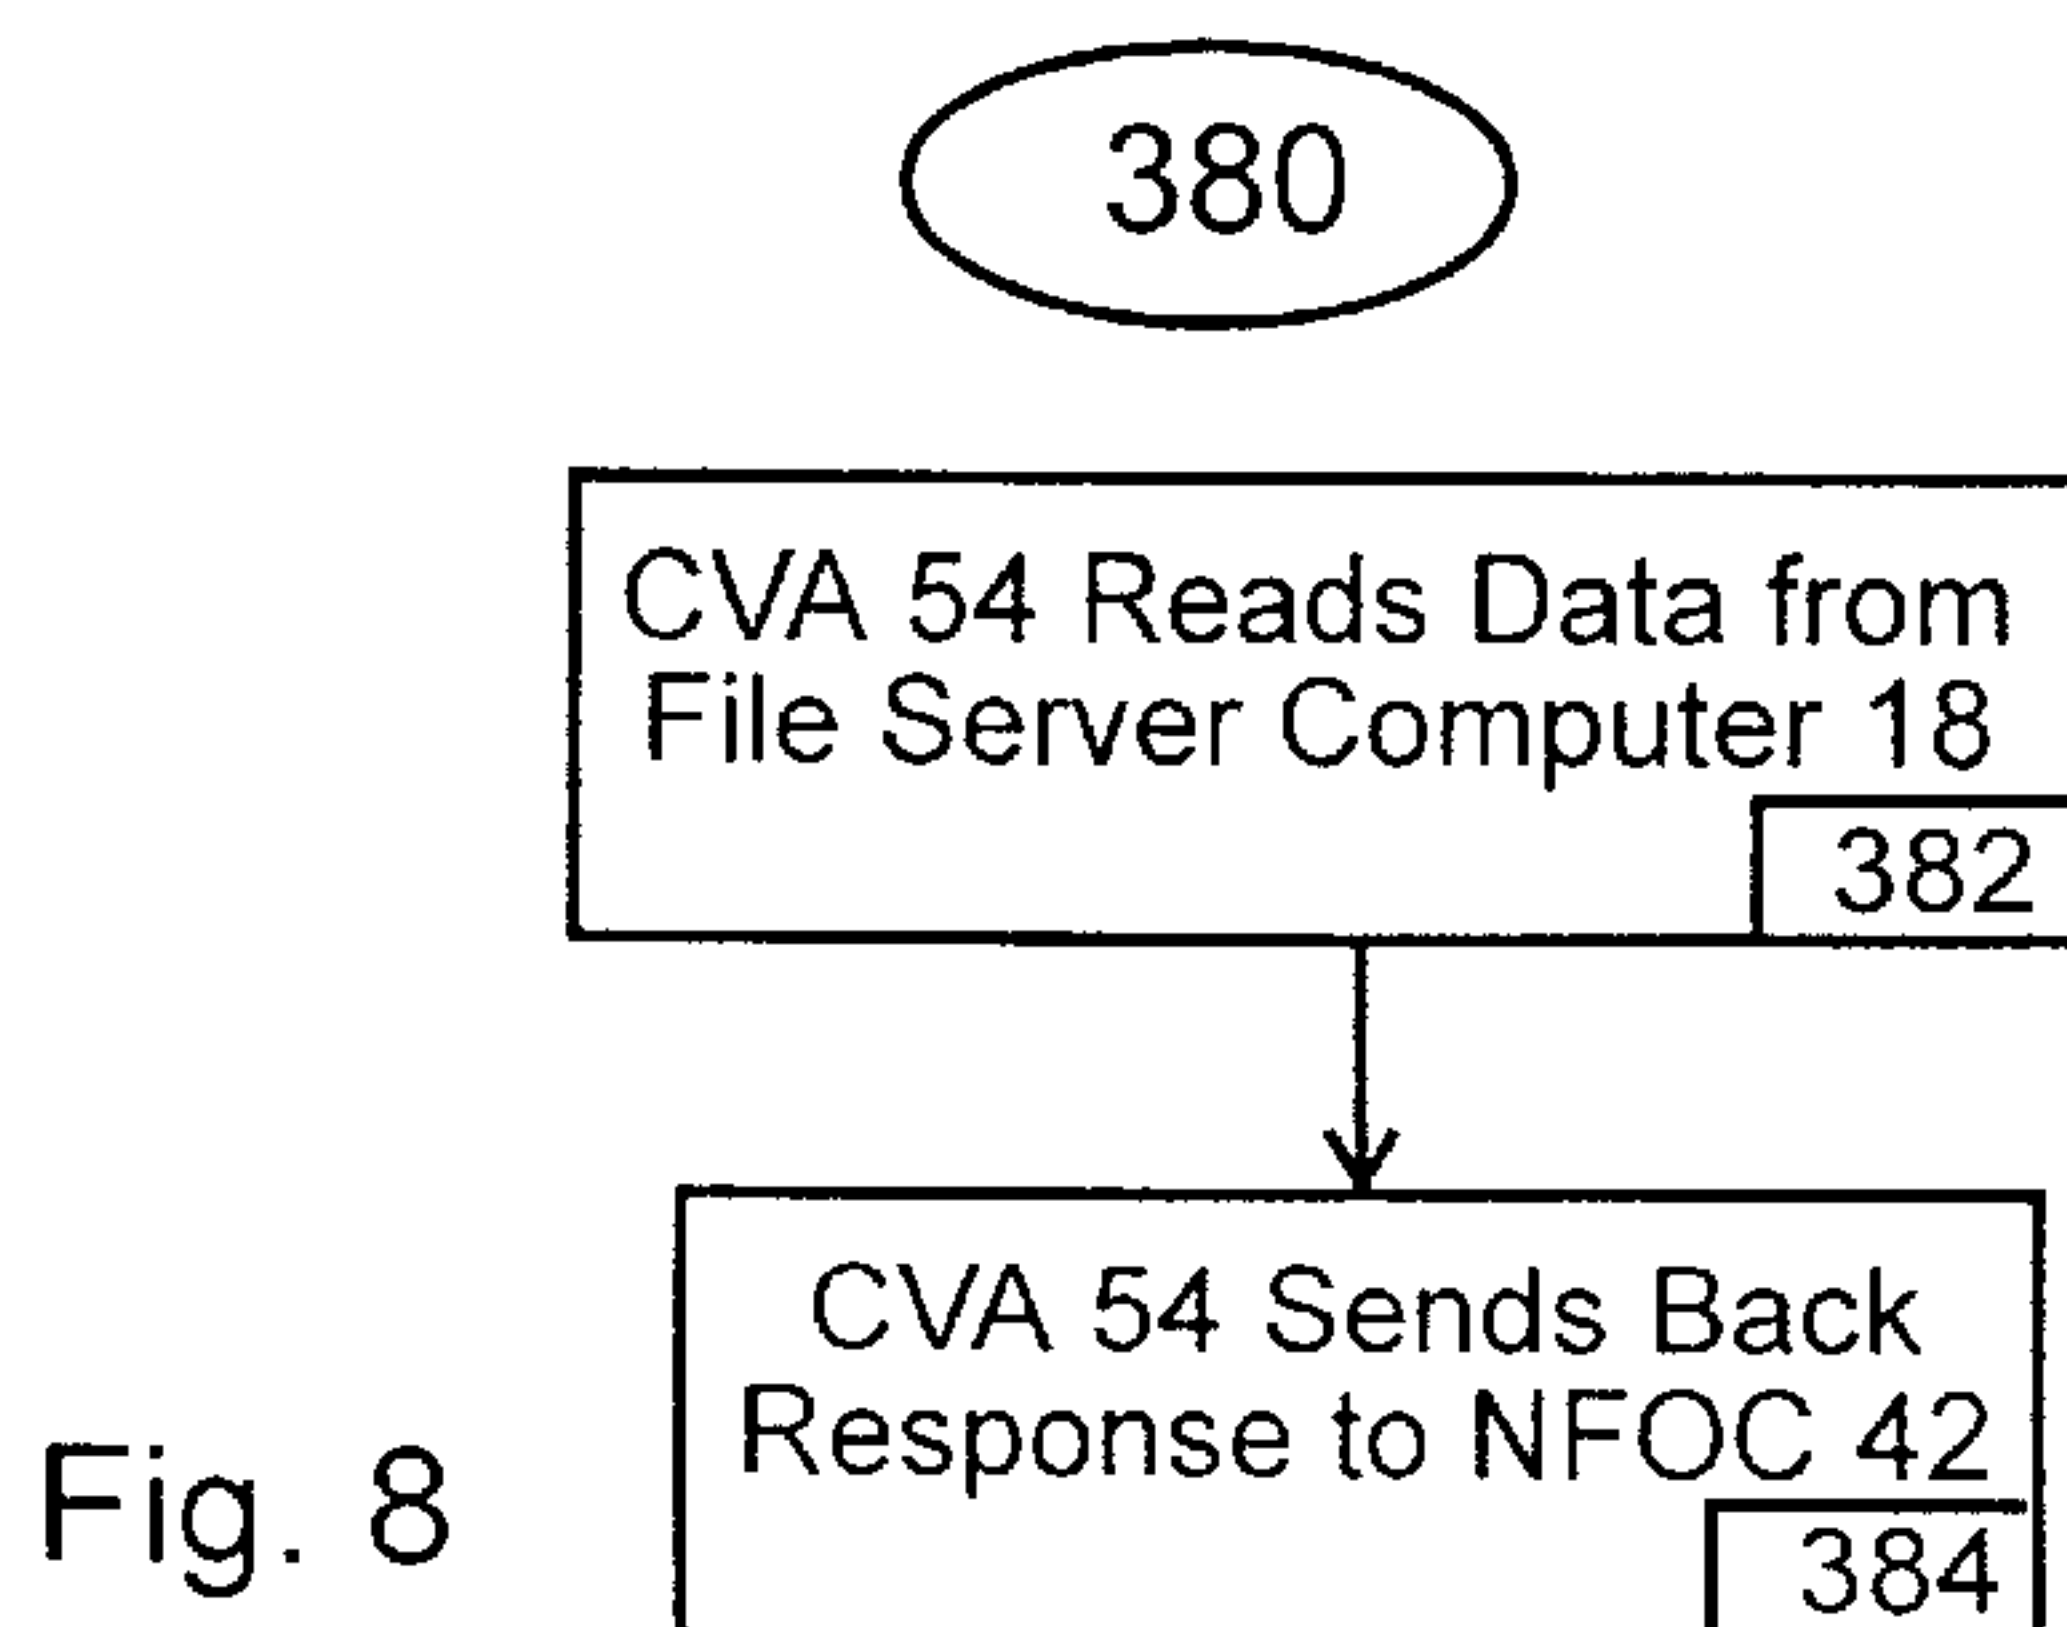 380
CVA 54 Reads Data from
File Server Computer 18
382
CVA 54 Sends Back
Response to NFOC 42
384
Fig. 8